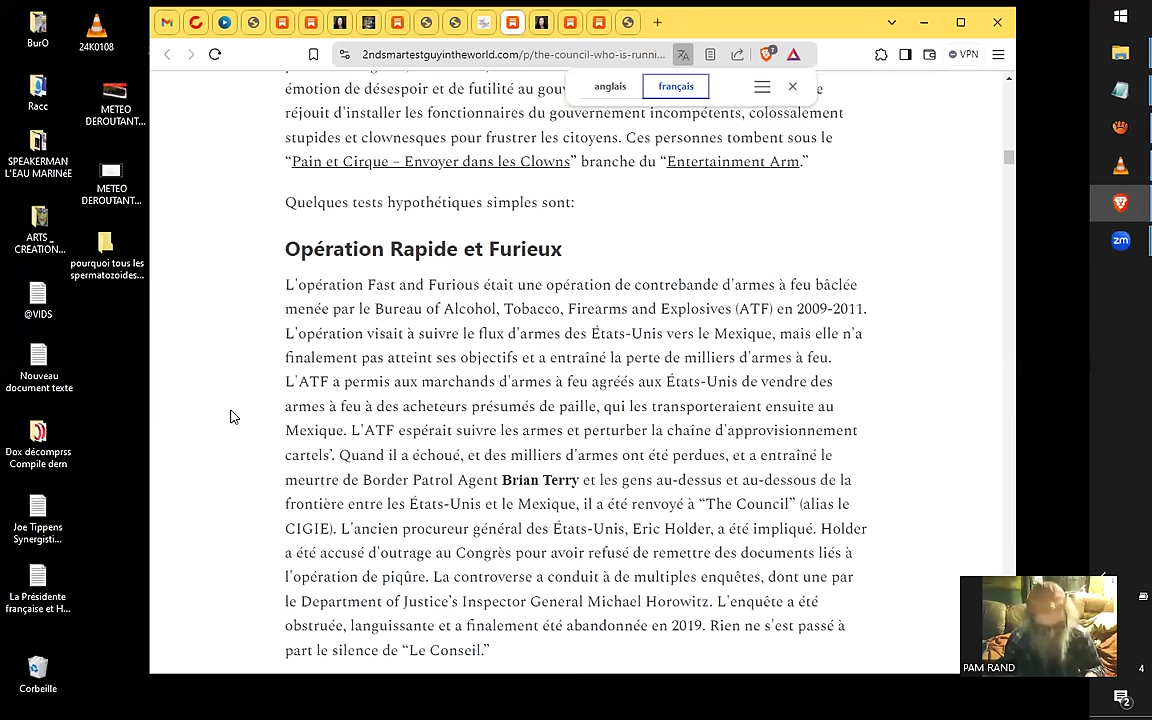 BurO
24K0108
Racc
METEO
DEROUTANT...
SPEAKERMAN
L'EAU MARINéE
METEO
DEROUTANT...
ARTS _
CREATION...
pourquoi tous les
spermatozoides...
@VIDS
Nouveau
document texte
Dox décomprss
Compile dern
Joe Tippens
Synergisti...
La Présidente
française et H...
Corbeille
2ndsmartestguyintheworld.com/p/the-council-who-is-runni...
7
VPN
anglais
français
émotion de désespoir et de futilité au gouv
e
réjouit d'installer les fonctionnaires du gouvernement incompétents, colossalement
stupides et clownesques pour frustrer les citoyens. Ces personnes tombent sous le
“Pain et Cirque – Envoyer dans les Clowns” branche du “Entertainment Arm.”
Quelques tests hypothétiques simples sont:
Opération Rapide et Furieux
L'opération Fast and Furious était une opération de contrebande d'armes à feu bâclée
menée par le Bureau of Alcohol, Tobacco, Firearms and Explosives (ATF) en 2009-2011.
L'opération visait à suivre le flux d'armes des États-Unis vers le Mexique, mais elle n'a
finalement pas atteint ses objectifs et a entraîné la perte de milliers d'armes à feu.
L'ATF a permis aux marchands d'armes à feu agréés aux États-Unis de vendre des
armes à feu à des acheteurs présumés de paille, qui les transporteraient ensuite au
Mexique. L'ATF espérait suivre les armes et perturber la chaîne d'approvisionnement
cartels’. Quand il a échoué, et des milliers d'armes ont été perdues, et a entraîné le
meurtre de Border Patrol Agent Brian Terry et les gens au-dessus et au-dessous de la
frontière entre les États-Unis et le Mexique, il a été renvoyé à “The Council” (alias le
CIGIE). L'ancien procureur général des États-Unis, Eric Holder, a été impliqué. Holder
a été accusé d'outrage au Congrès pour avoir refusé de remettre des documents liés à
l'opération de piqûre. La controverse a conduit à de multiples enquêtes, dont une par
le Department of Justice’s Inspector General Michael Horowitz. L'enquête a été
obstruée, languissante et a finalement été abandonnée en 2019. Rien ne s'est passé à
part le silence de “Le Conseil.”
zm
PAM RAND
4
2